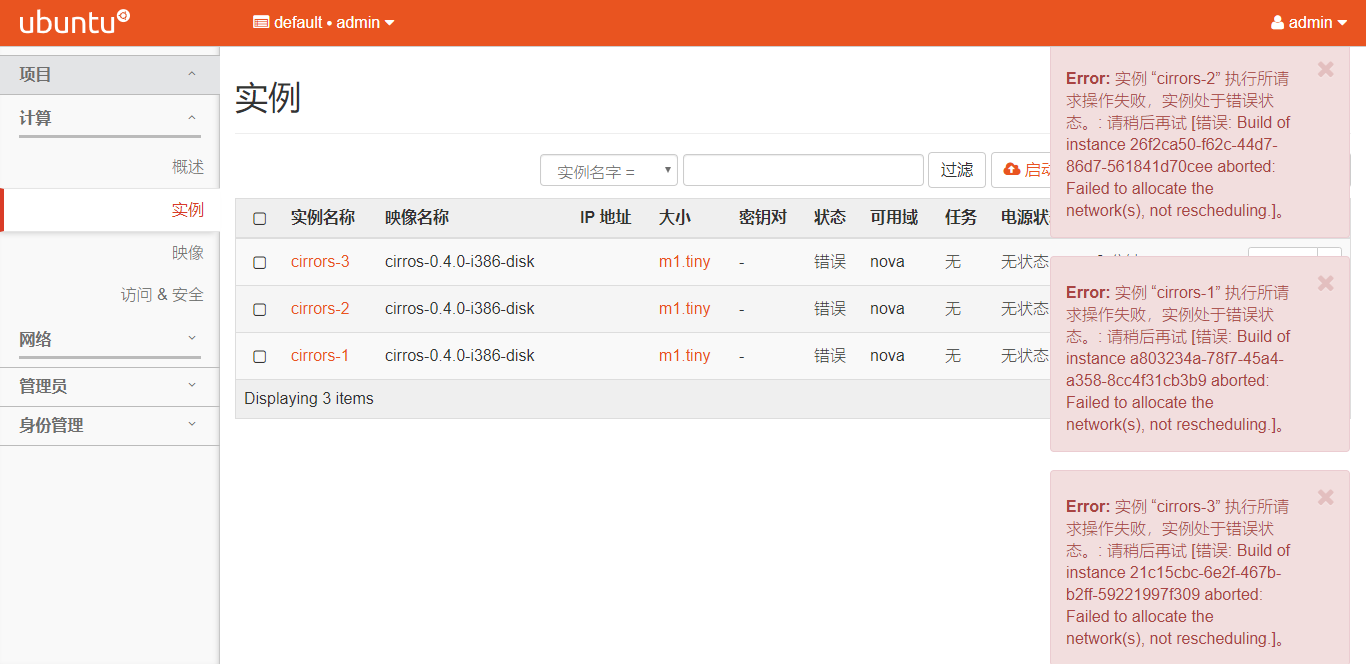 ubuntu
default • admin
admin
项目
计算
概述
实例
映像
访问 & 安全
网络
管理员
身份管理
实例
实例名字 =
过滤
启动
实例名称 映像名称 IP 地址 大小 密钥对 状态 可用域 任务 电源状
cirrors-3 cirros-0.4.0-i386-disk m1.tiny - 错误 nova 无 无状态
cirrors-2 cirros-0.4.0-i386-disk m1.tiny - 错误 nova 无 无状态
cirrors-1 cirros-0.4.0-i386-disk m1.tiny - 错误 nova 无 无状态
Displaying 3 items
Error: 实例 “cirrors-2” 执行所请
求操作失败，实例处于错误状
态。: 请稍后再试 [错误: Build of
instance 26f2ca50-f62c-44d7-
86d7-561841d70cee aborted:
Failed to allocate the
network(s), not rescheduling.]。
Error: 实例 “cirrors-1” 执行所请
求操作失败，实例处于错误状
态。: 请稍后再试 [错误: Build of
instance a803234a-78f7-45a4-
a358-8cc4f31cb3b9 aborted:
Failed to allocate the
network(s), not rescheduling.]。
Error: 实例 “cirrors-3” 执行所请
求操作失败，实例处于错误状
态。: 请稍后再试 [错误: Build of
instance 21c15cbc-6e2f-467b-
b2ff-59221997f309 aborted:
Failed to allocate the
network(s), not rescheduling.]。